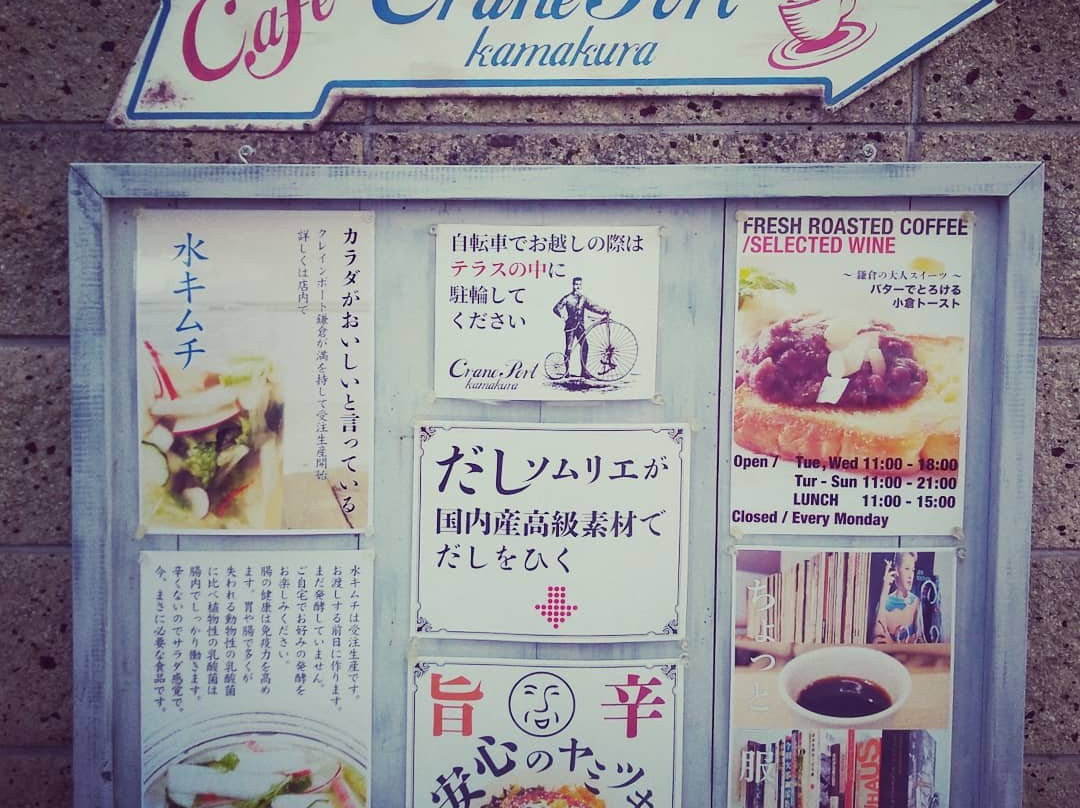 Cafe Crane Port
kamakura
水キムチ
カラダがおいしいと言っている
クレインポート鎌倉が満を持して受注生産開始
詳しくは店内で
自転車でお越しの際は
テラスの中に
駐輪して
ください
Crane Port
kamakura
FRESH ROASTED COFFEE
/SELECTED WINE
～ 鎌倉の大人スイーツ ～
バターでとろける
小倉トースト
Open / Tue, Wed 11:00 - 18:00
Tur - Sun 11:00 - 21:00
LUNCH 11:00 - 15:00
Closed / Every Monday
だしソムリエが
国内産高級素材で
だしをひく
水キムチは受注生産です。
お渡しする前日に作ります。
まだ発酵していません。
ご自宅でお好みの発酵を
お楽しみください。
腸の健康は免疫力を高め
ます。胃や腸で多くが
失われる動物性の乳酸菌
に比べ植物性の乳酸菌は
腸内でしっかり働きます。
辛くないのでサラダ感覚で。
今、まさに必要な食品です。
旨 辛
安心のヤミツ
ちょっと
服